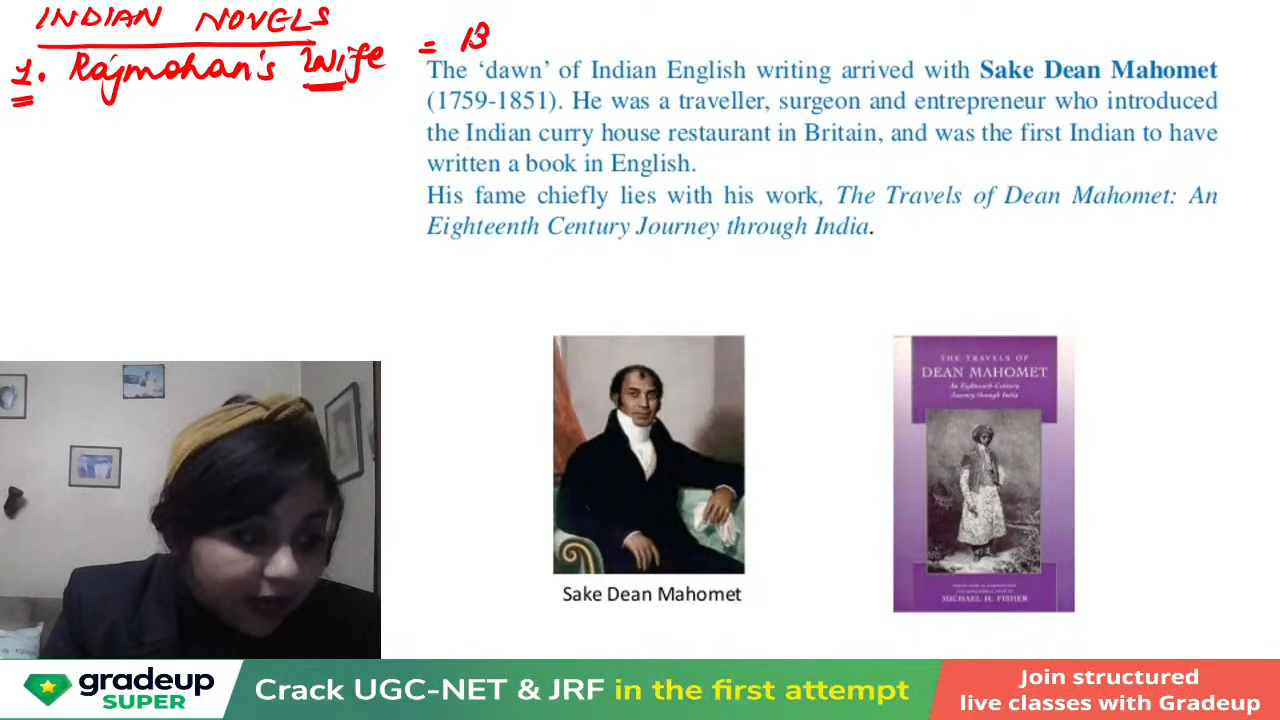 INDIAN NOVELS
1. Rajmohan's Wife = B
The ‘dawn’ of Indian English writing arrived with Sake Dean Mahomet
(1759-1851). He was a traveller, surgeon and entrepreneur who introduced
the Indian curry house restaurant in Britain, and was the first Indian to have
written a book in English.
His fame chiefly lies with his work, The Travels of Dean Mahomet: An
Eighteenth Century Journey through India.
THE TRAVELS OF
DEAN MAHOMET
An Eighteenth-Century
Journey through India
MICHAEL H. FISHER
Sake Dean Mahomet
gradeup
SUPER
Crack UGC-NET & JRF in the first attempt
Join structured
live classes with Gradeup